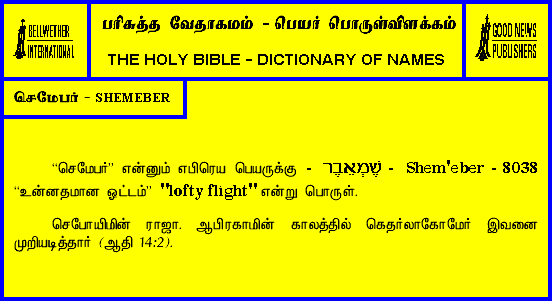 BELLWETHER
INTERNATIONAL
பரிசுத்த வேதாகமம் - பெயர் பொருள்விளக்கம்
THE HOLY BIBLE - DICTIONARY OF NAMES
GOOD NEWS
PUBLISHERS
செமேபர் - SHEMEBER
“செமேபர்” என்னும் எபிரெய பெயருக்கு - שֶׁמְאֵבֶר - Shem'eber - 8038
“உன்னதமான ஒட்டம்” "lofty flight" என்று பொருள்.
செபோயிமின் ராஜா. ஆபிரகாமின் காலத்தில் கெதர்லாகோமேர் இவனை
முறியடித்தார் (ஆதி 14:2).